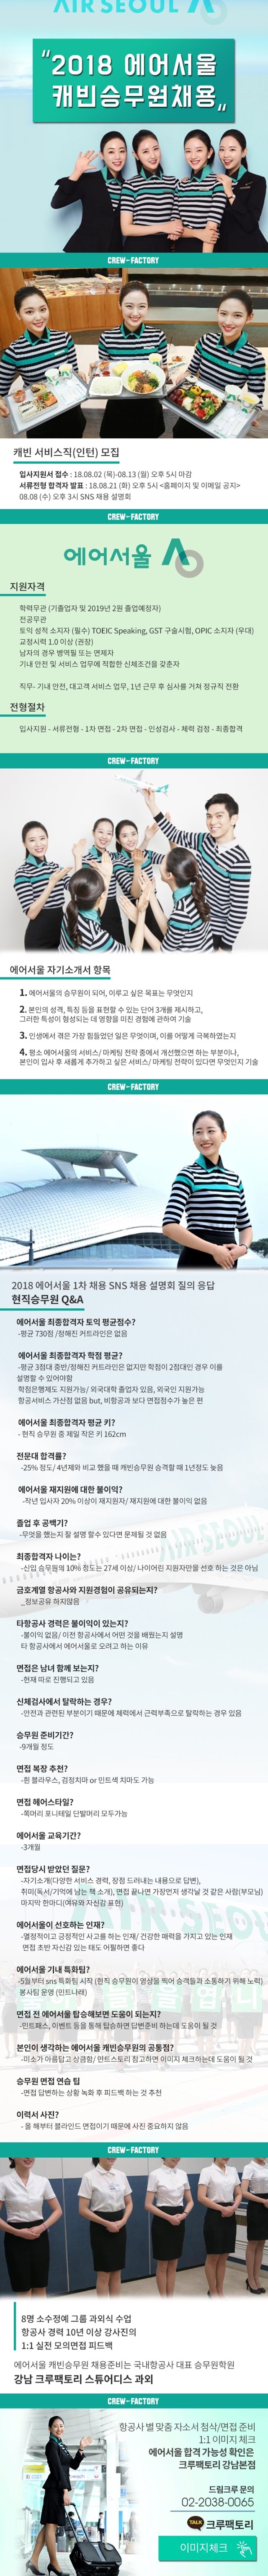 AIR SEOUL
"2018 에어서울
캐빈승무원채용"
CREW-FACTORY
캐빈 서비스직(인턴) 모집
입사지원서 접수 : 18.08.02 (목)-08.13 (월) 오후 5시 마감
서류전형 합격자 발표 : 18.08.21 (화) 오후 5시 <홈페이지 및 이메일 공지>
08.08 (수) 오후 3시 SNS 채용 설명회
CREW-FACTORY
에어서울
지원자격
학력무관 (기졸업자 및 2019년 2월 졸업예정자)
전공무관
토익 성적 소지자 (필수) TOEIC Speaking, GST 구술시험, OPIC 소지자 (우대)
교정시력 1.0 이상 (권장)
남자의 경우 병역필 또는 면제자
기내 안전 및 서비스 업무에 적합한 신체조건을 갖춘자
직무- 기내 안전, 대고객 서비스 업무, 1년 근무 후 심사를 거쳐 정규직 전환
전형절차
입사지원 - 서류전형 - 1차 면접 - 2차 면접 - 인성검사 - 체력 검정 - 최종합격
CREW-FACTORY
에어서울 자기소개서 항목
1. 에어서울의 승무원이 되어, 이루고 싶은 목표는 무엇인지
2. 본인의 성격, 특징 등을 표현할 수 있는 단어 3개를 제시하고,
그러한 특성이 형성되는 데 영향을 미친 경험에 관하여 기술
3. 인생에서 겪은 가장 힘들었던 일은 무엇이며, 이를 어떻게 극복하였는지
4. 평소 에어서울의 서비스/ 마케팅 전략 중에서 개선했으면 하는 부분이나,
본인이 입사 후 새롭게 추가하고 싶은 서비스/ 마케팅 전략이 있다면 무엇인지 기술
CREW-FACTORY
2018 에어서울 1차 채용 SNS 채용 설명회 질의 응답
현직승무원 Q&A
에어서울 최종합격자 토익 평균점수?
-평균 730점 /정해진 커트라인은 없음
에어서울 최종합격자 학점 평균?
-평균 3점대 중반/정해진 커트라인은 없지만 학점이 2점대인 경우 이를
설명할 수 있어야함
학점은행제도 지원가능/ 외국대학 졸업자 있음, 외국인 지원가능
항공서비스 가산점 없음 but, 비항공과 보다 면접점수가 높은 편
에어서울 최종합격자 평균 키?
- 현직 승무원 중 제일 작은 키 162cm
전문대 합격률?
-25% 정도/ 4년제와 비교 했을 때 캐빈승무원 승격할 때 1년정도 늦음
에어서울 재지원에 대한 불이익?
-작년 입사자 20% 이상이 재지원자/ 재지원에 대한 불이익 없음
졸업 후 공백기?
-무엇을 했는지 잘 설명 할수 있다면 문제될 것 없음
최종합격자 나이는?
-신입 승무원의 10% 정도는 27세 이상/ 나이어린 지원자만을 선호 하는 것은 아님
금호계열 항공사와 지원경험이 공유되는지?
_정보공유 하지않음
타항공사 경력은 불이익이 있는지?
-불이익 없음/ 이전 항공사에서 어떤 것을 배웠는지 설명
타 항공사에서 에어서울로 오려고 하는 이유
면접은 남녀 함께 보는지?
-현재 따로 진행되고 있음
신체검사에서 탈락하는 경우?
-안전과 관련된 부분이기 때문에 체력에서 근력부족으로 탈락하는 경우 있음
승무원 준비기간?
-9개월 정도
면접 복장 추천?
-흰 블라우스, 검정치마 or 민트색 치마도 가능
면접 헤어스타일?
-쪽머리 포니테일 단발머리 모두가능
에어서울 교육기간?
-3개월
면접당시 받았던 질문?
-자기소개(다양한 서비스 경력, 장점 드러내는 내용으로 답변),
취미(독서/기억에 남는 책 소개), 면접 끝나면 가장먼저 생각날 것 같은 사람(부모님)
마지막 한마디(여유와 자신감 표현)
에어서울이 선호하는 인재?
-열정적이고 긍정적인 사고를 하는 인재/ 건강한 매력을 가지고 있는 인재
면접 초반 자신감 있는 태도 어필하면 좋다
에어서울 기내 특화팀?
-5월부터 sns 특화팀 시작 (현직 승무원이 영상을 찍어 승객들과 소통하기 위해 노력)
봉사팀 운영 (민트나래)
면접 전 에어서울 탑승해보면 도움이 되는지?
-민트패스, 이벤트 등을 통해 탑승하면 답변준비 하는데 도움이 될 것
본인이 생각하는 에어서울 캐빈승무원의 공통점?
-미소가 아름답고 상큼함/ 민트스토리 참고하면 이미지 체크하는데 도움이 될 것
승무원 면접 연습 팁
-면접 답변하는 상황 녹화 후 피드백 하는 것 추천
이력서 사진?
- 올 해부터 블라인드 면접이기 때문에 사진 중요하지 않음
CREW-FACTORY
8명 소수정예 그룹 과외식 수업
항공사 경력 10년 이상 강사진의
1:1 실전 모의면접 피드백
에어서울 캐빈승무원 채용준비는 국내항공사 대표 승무원학원
강남 크루팩토리 스튜어디스 과외
CREW-FACTORY
항공사 별 맞춤 자소서 첨삭/면접 준비
1:1 이미지 체크
에어서울 합격 가능성 확인은
크루팩토리 강남본점
드림크루 문의
02-2038-0065
TALK 크루팩토리
이미지체크